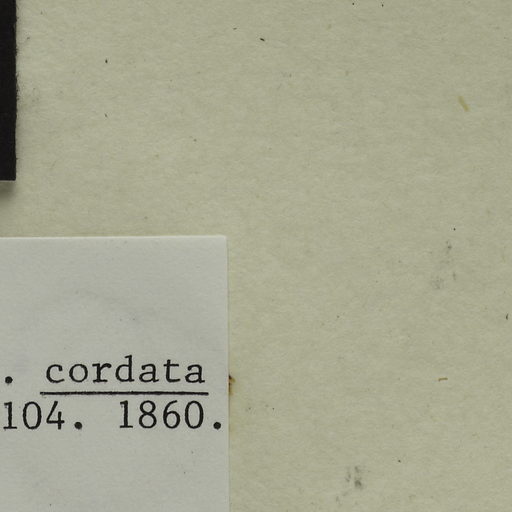 . cordata
104. 1860.